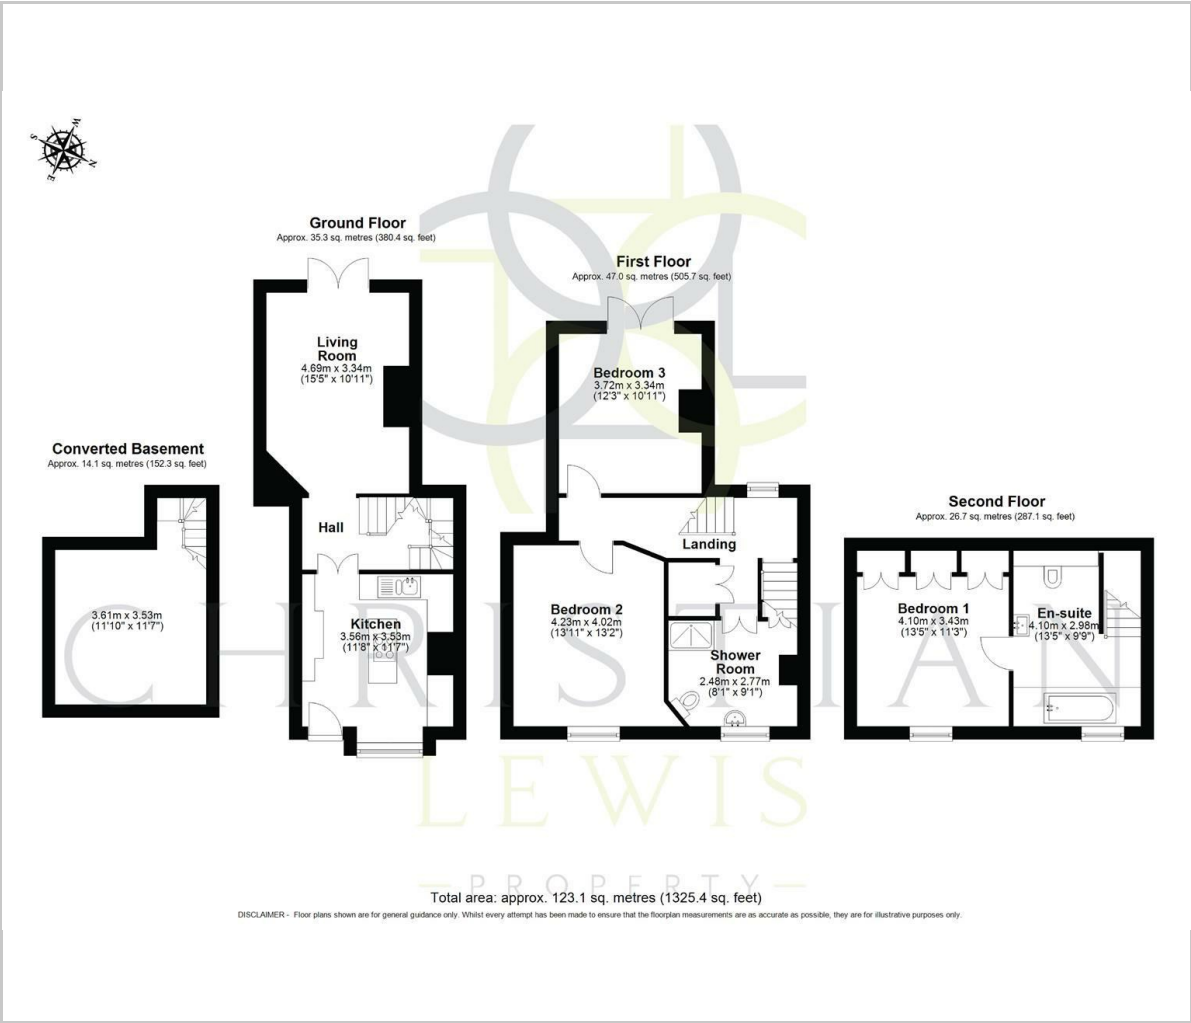 W
S
N
E
Ground Floor
Approx. 35.3 sq. metres (380.4 sq. feet)
Living
Room
4.69m x 3.34m
(15'5" x 10'11")
Hall
Kitchen
3.56m x 3.53m
(11'8" x 11'7")
First Floor
Approx. 47.0 sq. metres (505.7 sq. feet)
Bedroom 3
3.72m x 3.34m
(12'3" x 10'11")
Landing
Bedroom 2
4.23m x 4.02m
(13'11" x 13'2")
Shower
Room
2.48m x 2.77m
(8'1" x 9'1")
Converted Basement
Approx. 14.1 sq. metres (152.3 sq. feet)
3.61m x 3.53m
(11'10" x 11'7")
Second Floor
Approx. 26.7 sq. metres (287.1 sq. feet)
Bedroom 1
4.10m x 3.43m
(13'5" x 11'3")
En-suite
4.10m x 2.98m
(13'5" x 9'9")
CHRISTIAN
LEWIS
PROPERTY
Total area: approx. 123.1 sq. metres (1325.4 sq. feet)
DISCLAIMER - Floor plans shown are for general guidance only. Whilst every attempt has been made to ensure that the floorplan measurements are as accurate as possible, they are for illustrative purposes only.